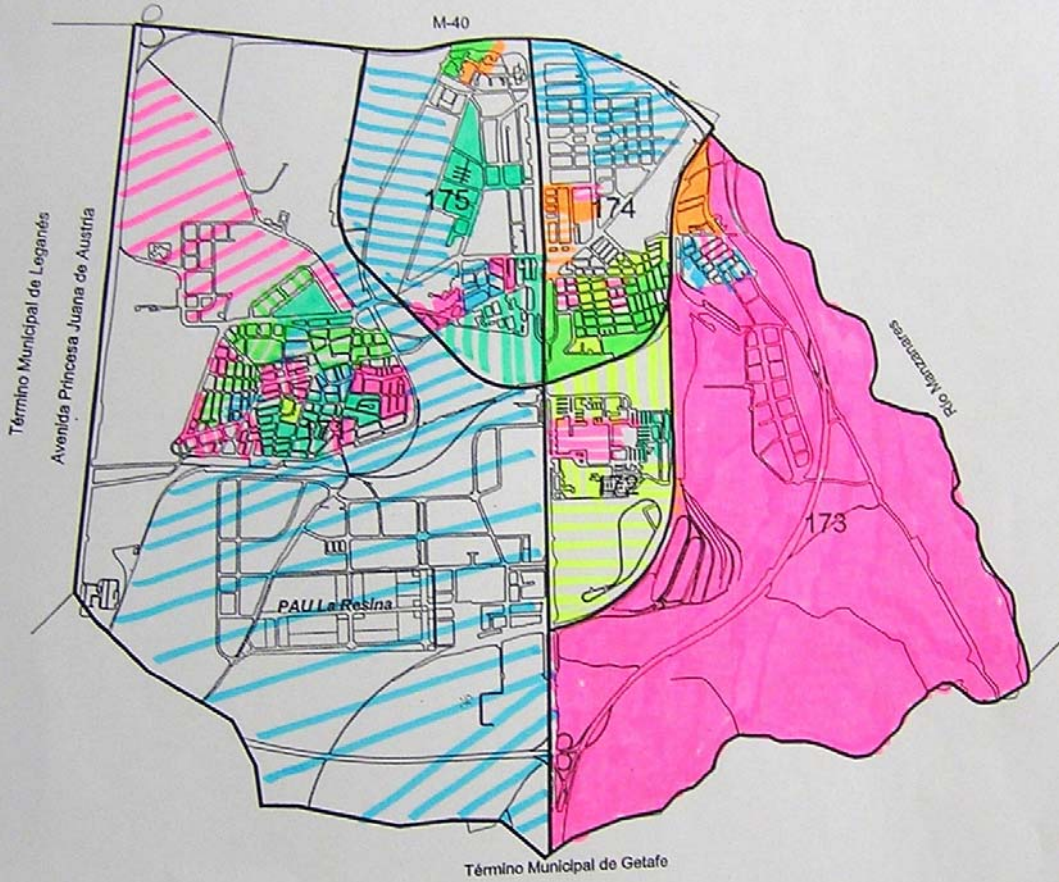 M-40
175
174
Término Municipal de Leganés
Avenida Princesa Juana de Austria
Río Manzanares
173
PAU La Resina
Término Municipal de Getafe